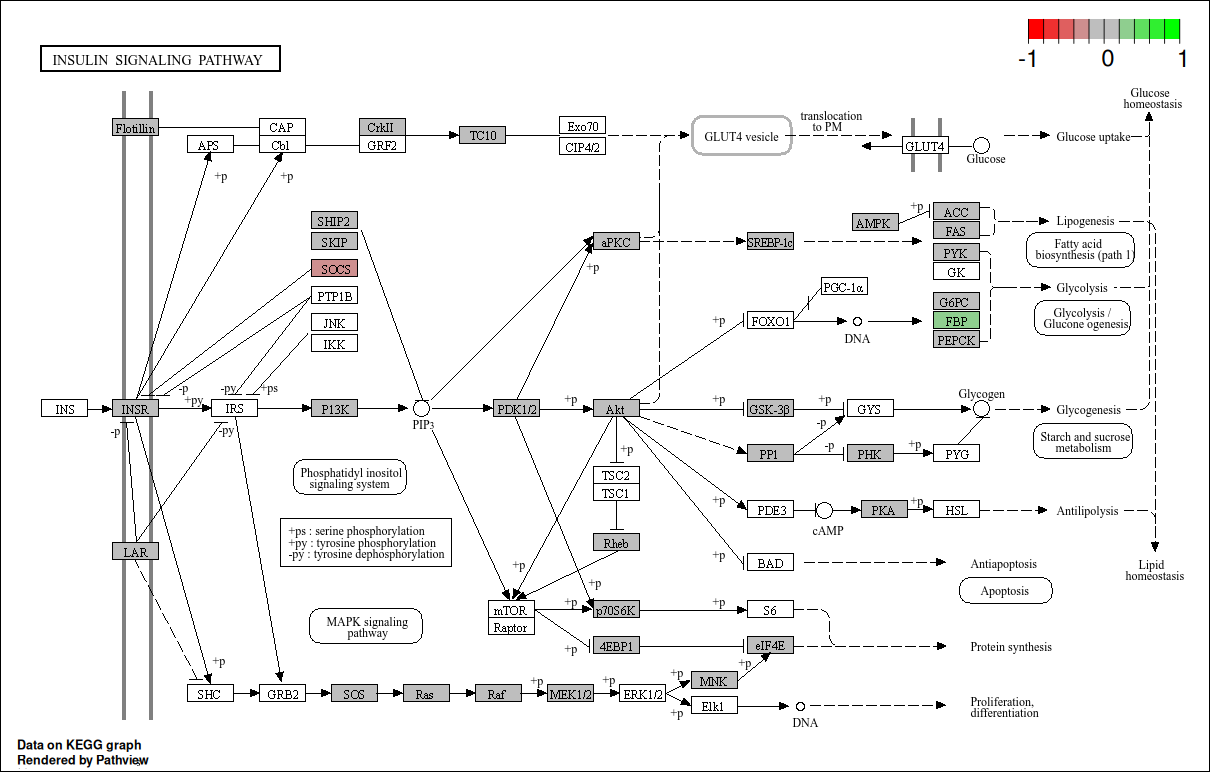 -1 0 1
INSULIN SIGNALING PATHWAY
Glucose
homeostasis
Flotillin
CAP
Cbl
APS
CrkII
GRF2
TC10
Exo70
CIP4/2
GLUT4 vesicle
translocation
to PM
GLUT4
Glucose
Glucose uptake
+p
+p
SHIP2
SKIP
SOCS
PTP1B
JNK
IKK
aPKC
+p
SREBP-1c
AMPK
+p
ACC
FAS
PYK
GK
G6PC
FBP
PEPCK
Lipogenesis
Fatty acid
biosynthesis (path 1)
Glycolysis
Glycolysis /
Glucone ogenesis
PGC-1α
+p
FOXO1
DNA
INS
INSR
-p
+py
-py
+ps
IRS
P13K
PIP3
PDK1/2
+p
Akt
+p
GSK-3β
+p
GYS
Glycogen
Glycogenesis
-p
-py
-p
-p
PP1
PHK
+p
PYG
Starch and sucrose
metabolism
Phosphatidyl inositol
signaling system
+p
TSC2
TSC1
+p
PDE3
cAMP
PKA
+p
HSL
Antilipolysis
+ps : serine phosphorylation
+py : tyrosine phosphorylation
-py : tyrosine dephosphorylation
LAR
Rheb
+p
BAD
Antiapoptosis
Apoptosis
Lipid
homeostasis
+p
+p
MAPK signaling
pathway
mTOR
Raptor
+p
p70S6K
+p
S6
+p
4EBP1
eIF4E
Protein synthesis
+p
SHC
GRB2
SOS
Ras
Raf
+p
MEK1/2
+p
ERK1/2
+p
+p
MNK
+p
Elk1
DNA
Proliferation,
differentiation
Data on KEGG graph
Rendered by Pathview